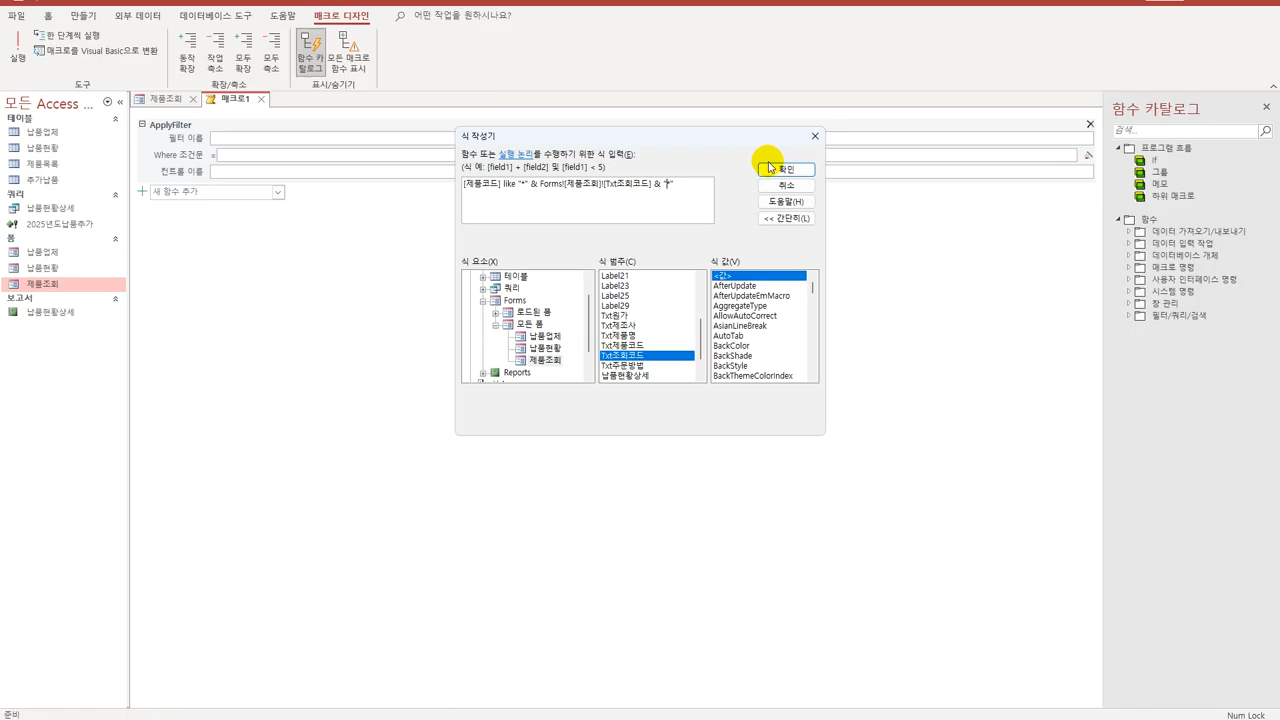 파일 홈 만들기 외부 데이터 데이터베이스 도구 도움말 매크로 디자인 어떤 작업을 원하시나요?
실행
한 단계씩 실행
매크로를 Visual Basic으로 변환
동작 확장
작업 축소
모두 확장
모두 축소
함수 카탈로그
모든 매크로 함수 표시
도구 확장/축소 표시/숨기기
모든 Access ...
테이블
납품업체
납품현황
제품목록
추가납품
쿼리
납품현황상세
2025년도납품추가
폼
납품업체
납품현황
제품조회
보고서
납품현황상세
제품조회 매크로1
ApplyFilter
필터 이름
Where 조건문 =
컨트롤 이름
새 함수 추가
식 작성기
함수 또는 실행 논리를 수행하기 위한 식 입력(E):
(식 예: [field1] + [field2] 및 [field1] < 5)
[제품코드] like "*" & Forms![제품조회]![Txt조회코드] & "*"
확인
취소
도움말(H)
<< 간단히(L)
식 요소(X)
테이블
쿼리
Forms
로드된 폼
모든 폼
납품업체
납품현황
제품조회
Reports
식 범주(C)
Label21
Label23
Label25
Label29
Txt원가
Txt제조사
Txt제품명
Txt제품코드
Txt조회코드
Txt주문방법
납품현황상세
식 값(V)
<값>
AfterUpdate
AfterUpdateEmMacro
AggregateType
AllowAutoCorrect
AsianLineBreak
AutoTab
BackColor
BackShade
BackStyle
BackThemeColorIndex
함수 카탈로그
검색...
프로그램 흐름
If
그룹
메모
하위 매크로
함수
데이터 가져오기/내보내기
데이터 입력 작업
데이터베이스 개체
매크로 명령
사용자 인터페이스 명령
시스템 명령
창 관리
필터/쿼리/검색
준비
Num Lock